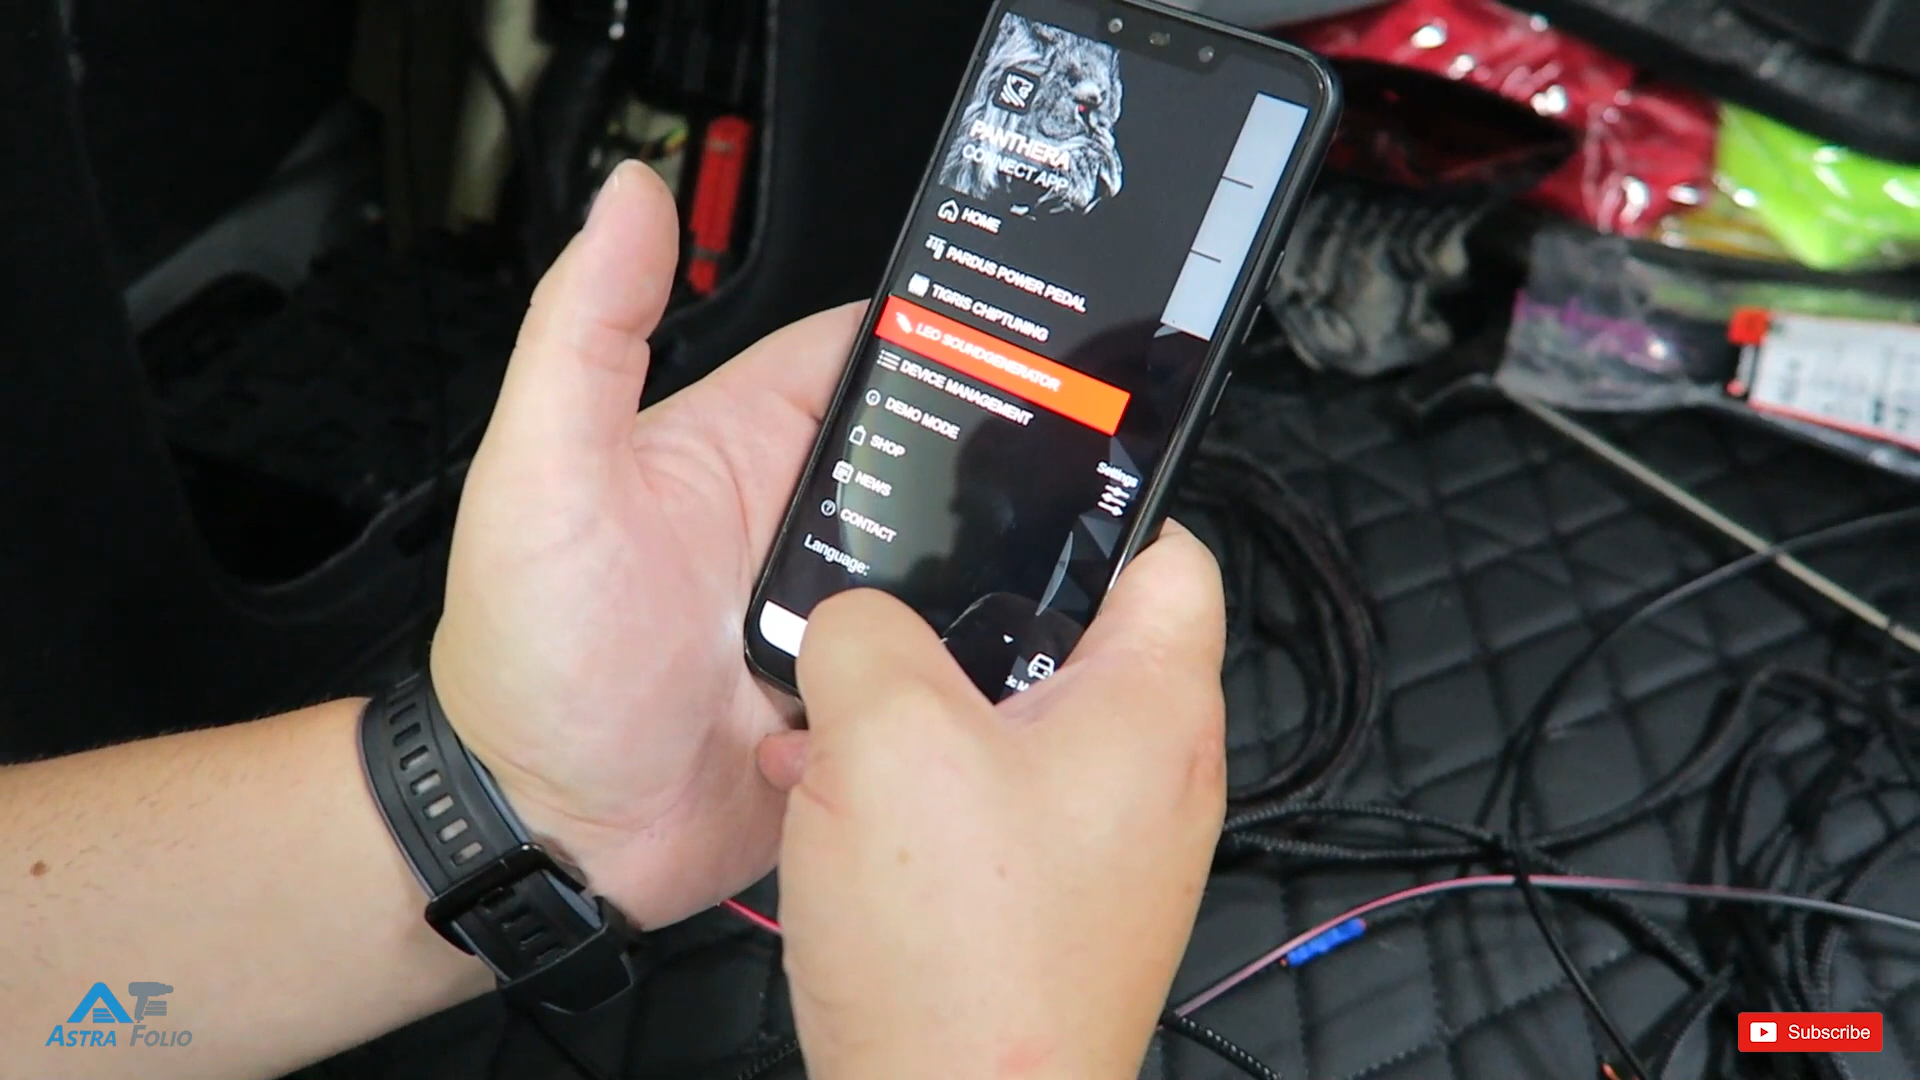 PANTHERA
CONNECT APP
HOME
PARDUS POWER PEDAL
TIGRIS CHIPTUNING
LEO SOUNDGENERATOR
DEVICE MANAGEMENT
DEMO MODE
SHOP
NEWS
CONTACT
Language:
Settings
ASTRA FOLIO
Subscribe